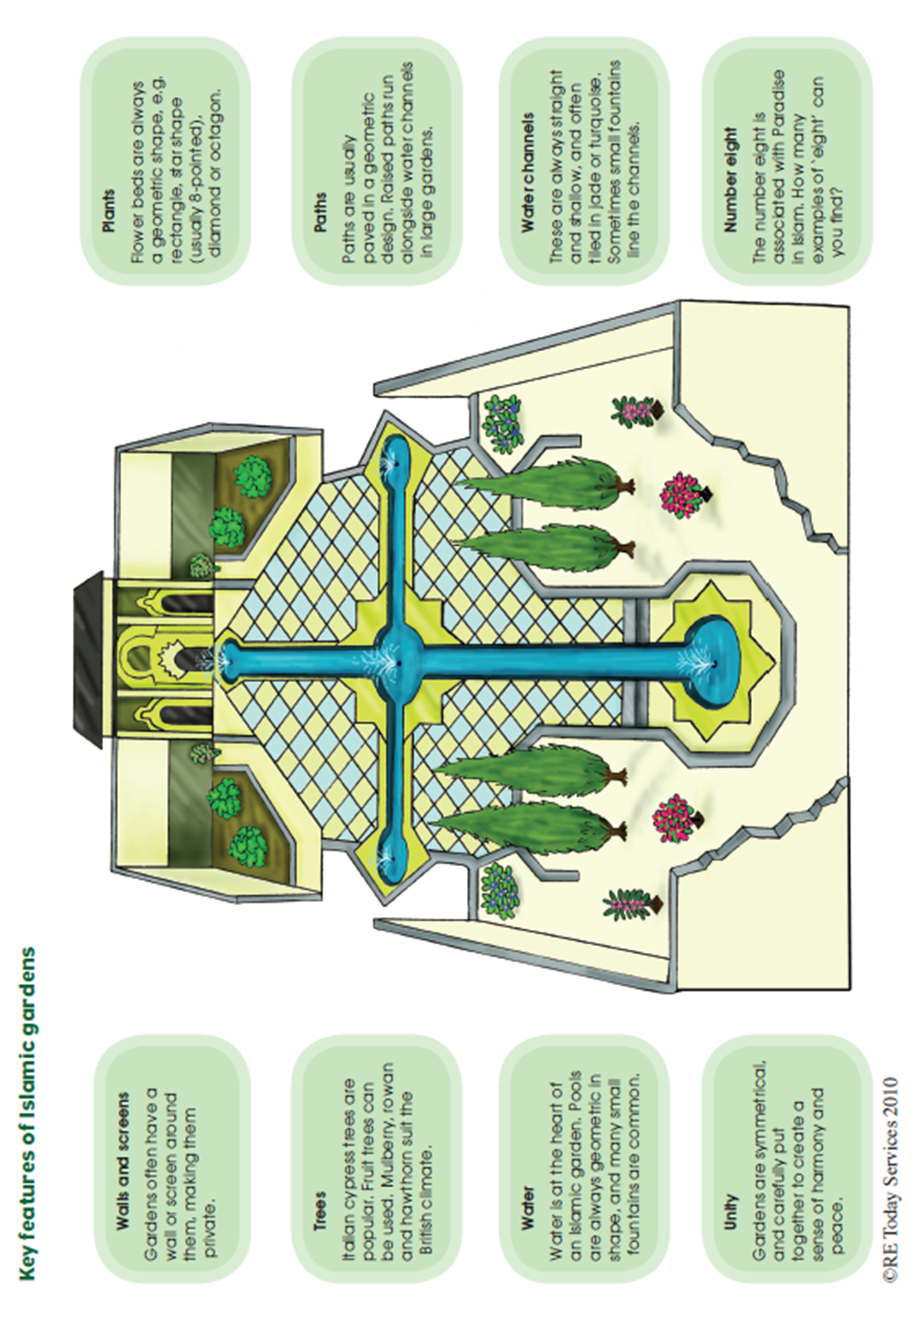 Key features of Islamic gardens
Walls and screens
Gardens often have a
wall or screen around
them, making them
private.
Trees
Italian cypress trees are
popular. Fruit trees can
be used. Mulberry, rowan
and hawthorn suit the
British climate.
Water
Water is at the heart of
an Islamic garden. Pools
are always geometric in
shape, and many small
fountains are common.
Unity
Gardens are symmetrical,
and carefully put
together to create a
sense of harmony and
peace.
Plants
Flower beds are always
a geometric shape, e.g.
rectangle, star shape
(usually 8-pointed),
diamond or octagon.
Paths
Paths are usually
paved in a geometric
design. Raised paths run
alongside water channels
in large gardens.
Water channels
These are always straight
and shallow, and often
tiled in jade or turquoise.
Sometimes small fountains
line the channels.
Number eight
The number eight is
associated with Paradise
in Islam. How many
examples of 'eight' can
you find?
©RE Today Services 2010